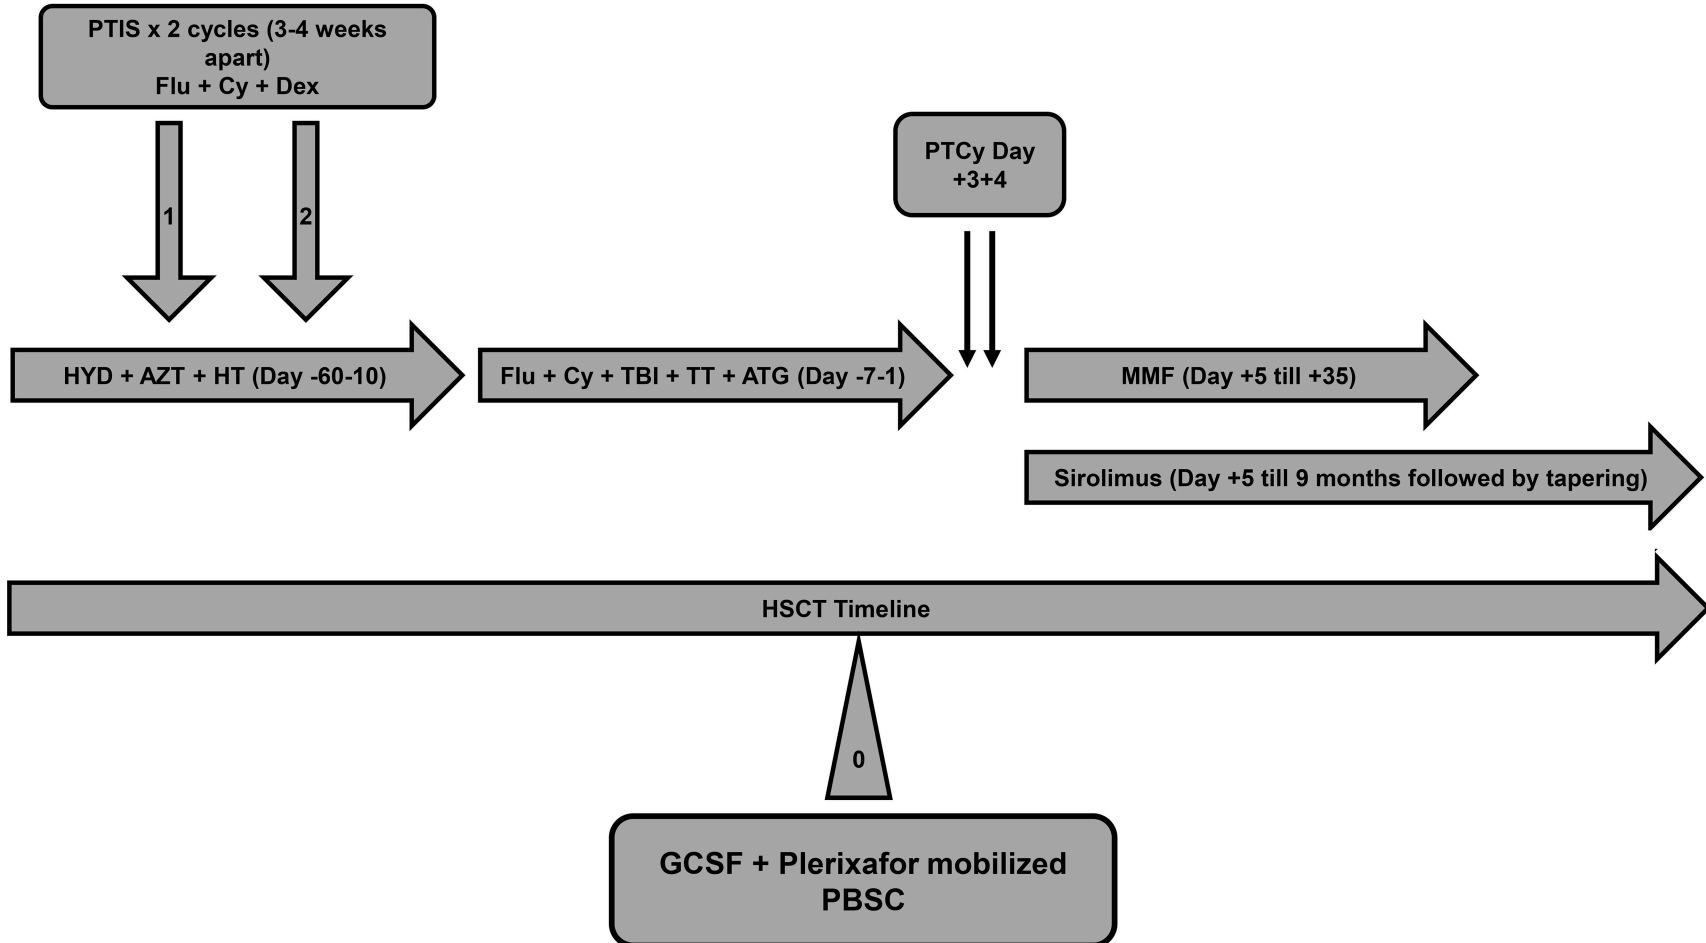 PTIS x 2 cycles (3-4 weeks
apart)
Flu + Cy + Dex
PTCy Day
+3+4
1
2
HYD + AZT + HT (Day -60-10)
Flu + Cy + TBI + TT + ATG (Day -7-1)
MMF (Day +5 till +35)
Sirolimus (Day +5 till 9 months followed by tapering)
HSCT Timeline
0
GCSF + Plerixafor mobilized
PBSC